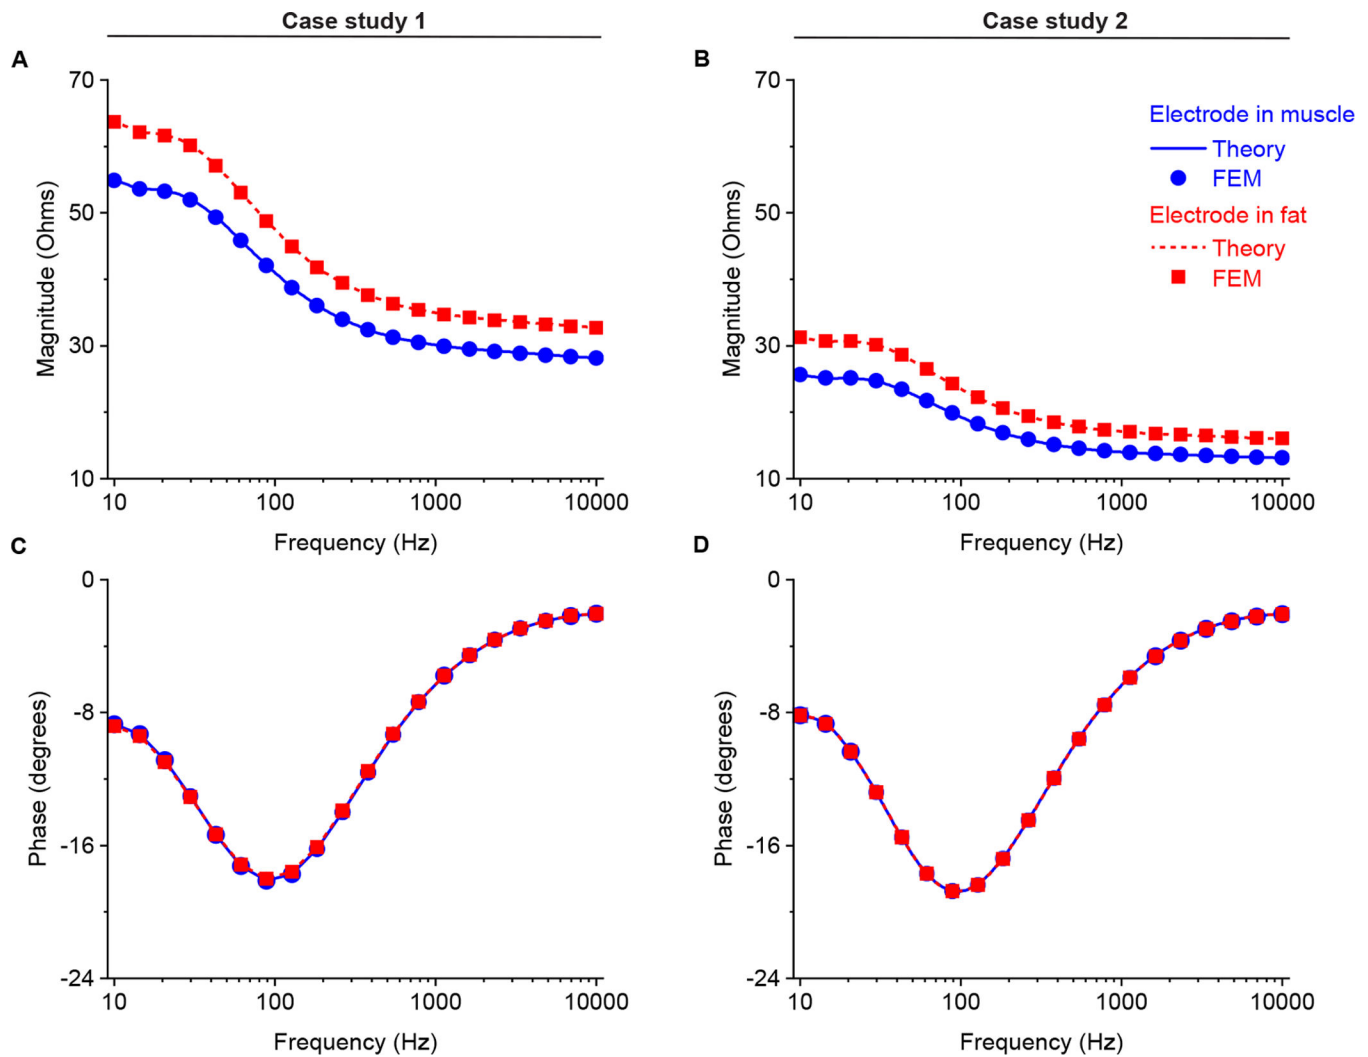 Case study 1
Case study 2
A
70
50
30
10
Magnitude (Ohms)
10 100 1000 10000
Frequency (Hz)
B
70
50
30
10
Magnitude (Ohms)
10 100 1000 10000
Frequency (Hz)
Electrode in muscle
Theory
FEM
Electrode in fat
Theory
FEM
C
0
-8
-16
-24
Phase (degrees)
10 100 1000 10000
Frequency (Hz)
D
0
-8
-16
-24
Phase (degrees)
10 100 1000 10000
Frequency (Hz)